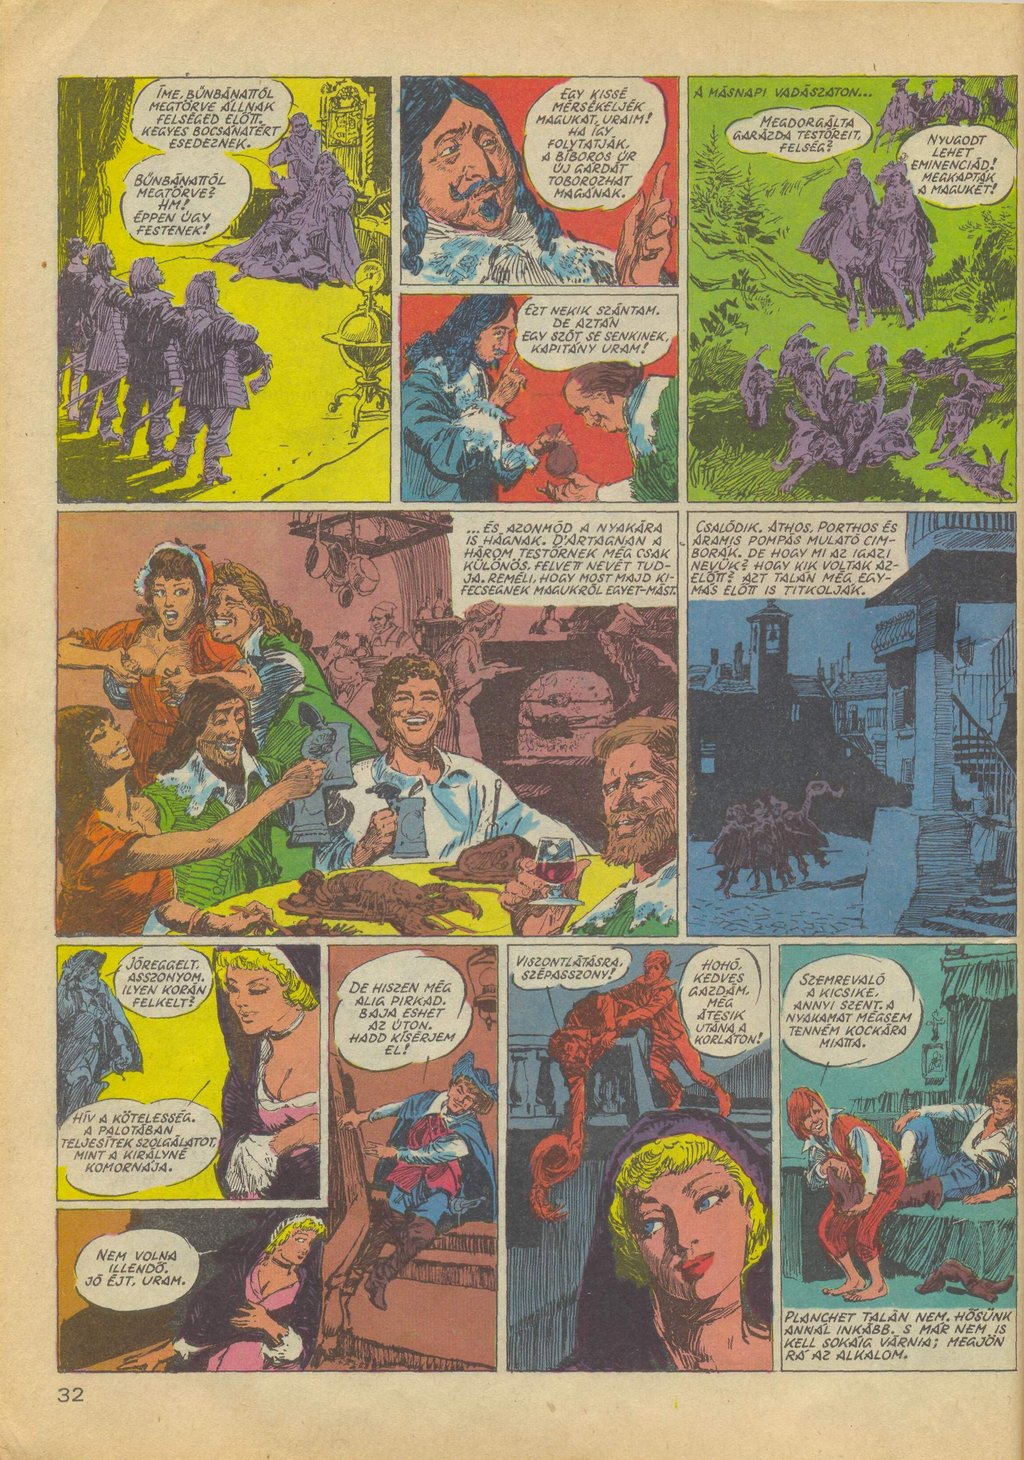 ÍME, BŰNBÁNATTÓL
MEGTÖRVE ÁLLNAK
FELSÉGED ELŐTT.
KEGYES BOCSÁNATÉRT
ESEDEZNEK.
BŰNBÁNATTÓL
MEGTÖRVE?
HM!
ÉPPEN ÚGY
FESTENEK!
EGY KISSÉ
MÉRSÉKELJÉK
MAGUKAT, URAIM!
HA ÍGY
FOLYTATJÁK,
A BÍBOROS ÚR
ÚJ GÁRDÁT
TOBOROZHAT
MAGÁNAK.
EZT NEKIK SZÁNTAM.
DE AZTÁN
EGY SZÓT SE SENKINEK,
KAPITÁNY URAM!
A MÁSNAPI VADÁSZATON...
MEGDORGÁLTA
GARÁZDA TESTŐREIT,
FELSÉG?
NYUGODT
LEHET
EMINENCIÁD!
MEGKAPTÁK
A MAGUKÉT!
... ÉS AZONMÓD A NYAKÁRA
IS HÁGNAK. D'ARTAGNAN A
HÁROM TESTŐRNEK MÉG CSAK
KÜLÖNÖS, FELVETT NEVÉT TUD-
JA. REMÉLI, HOGY MOST MAJD KI-
FECSEGNEK MAGUKRÓL EGYET-MÁST.
CSALÓDIK. ATHOS, PORTHOS ÉS
ARAMIS POMPÁS MULATÓ CIM-
BORÁK. DE HOGY MI AZ IGAZI
NEVÜK? HOGY KIK VOLTAK AZ-
ELŐTT? AZT TALÁN MÉG EGY-
MÁS ELŐTT IS TITKOLJÁK.
JÓREGGELT,
ASSZONYOM.
ILYEN KORÁN
FELKELT?
HÍV A KÖTELESSÉG.
A PALOTÁBAN
TELJESÍTEK SZOLGÁLATOT,
MINT A KIRÁLYNÉ
KOMORNÁJA.
DE HISZEN MÉG
ALIG PIRKAD.
BAJA ESHET
AZ ÚTON.
HADD KÍSÉRJEM
EL!
NEM VOLNA
ILLENDŐ.
JÓ ÉJT, URAM.
VISZONTLÁTÁSRA,
SZÉPASSZONY!
HOHÓ,
KEDVES
GAZDÁM,
MÉG
ÁTESIK
UTÁNA A
KORLÁTON!
SZEMREVALÓ
A KICSIKE,
ANNYI SZENT. A
NYAKAMAT MÉGSEM
TENNÉM KOCKÁRA
MIATTA.
PLANCHET TALÁN NEM. HŐSÜNK
ANNÁL INKÁBB. S MÁR NEM IS
KELL SOKÁIG VÁRNIA; MEGJÖN
RÁ AZ ALKALOM.
32